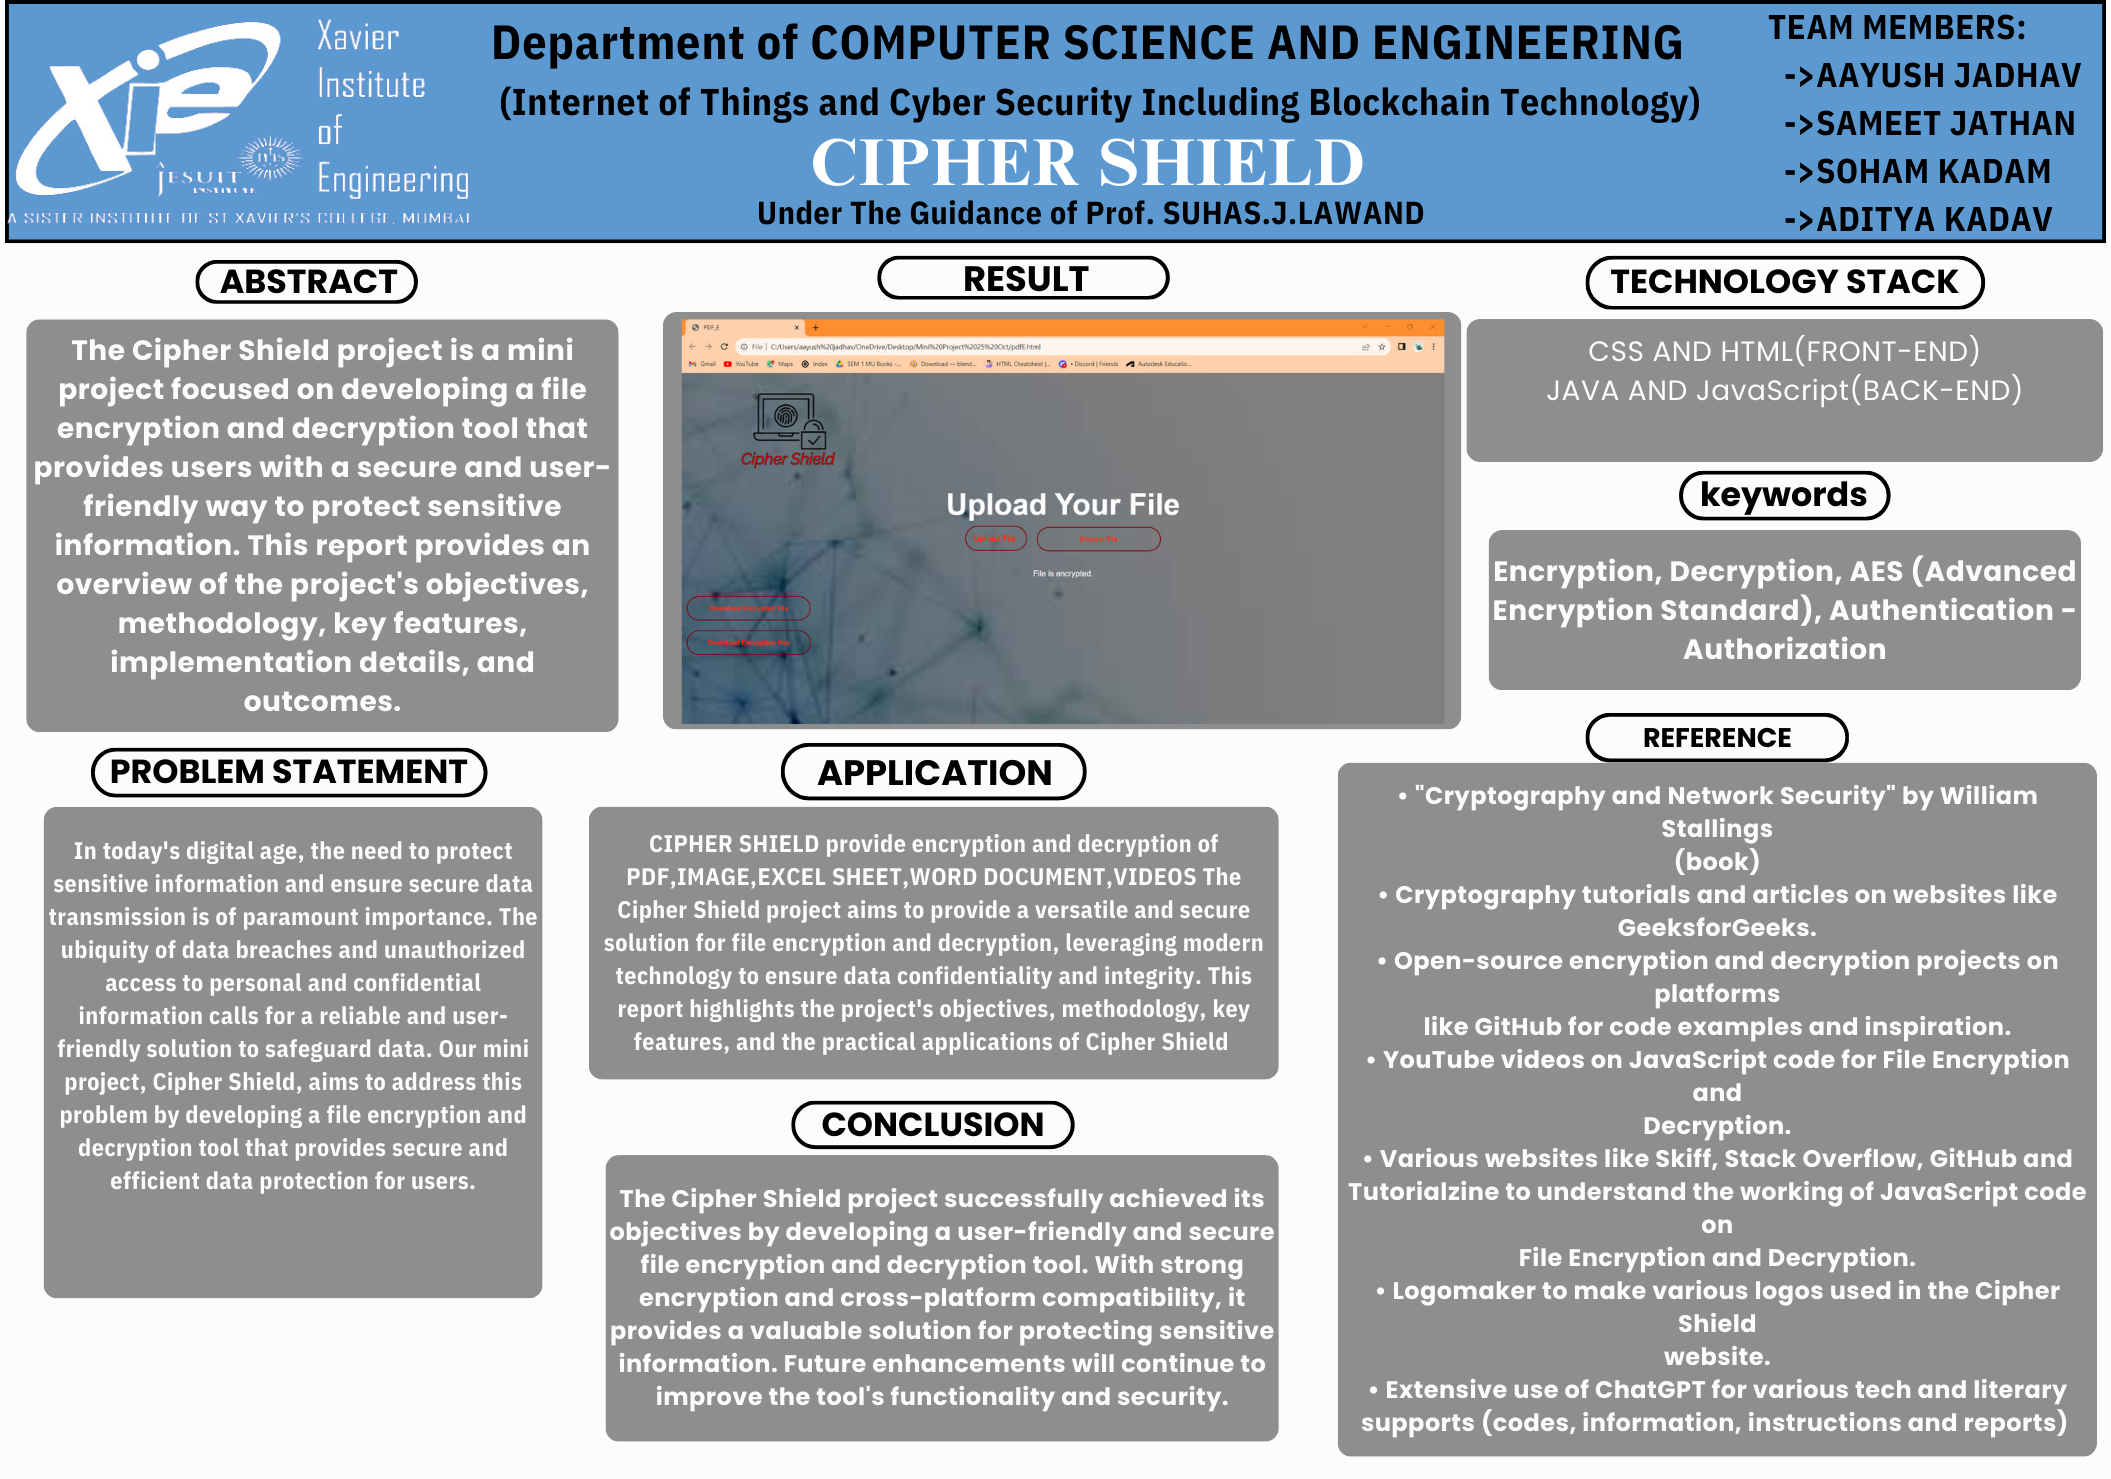 Xavier
Institute
of
Engineering
XIE
JESUIT
A SISTER INSTITUTE OF ST XAVIER'S COLLEGE, MUMBAI
Department of COMPUTER SCIENCE AND ENGINEERING
(Internet of Things and Cyber Security Including Blockchain Technology)
CIPHER SHIELD
Under The Guidance of Prof. SUHAS.J.LAWAND
TEAM MEMBERS:
->AAYUSH JADHAV
->SAMEET JATHAN
->SOHAM KADAM
->ADITYA KADAV
ABSTRACT
The Cipher Shield project is a mini
project focused on developing a file
encryption and decryption tool that
provides users with a secure and user-
friendly way to protect sensitive
information. This report provides an
overview of the project's objectives,
methodology, key features,
implementation details, and
outcomes.
PROBLEM STATEMENT
In today's digital age, the need to protect
sensitive information and ensure secure data
transmission is of paramount importance. The
ubiquity of data breaches and unauthorized
access to personal and confidential
information calls for a reliable and user-
friendly solution to safeguard data. Our mini
project, Cipher Shield, aims to address this
problem by developing a file encryption and
decryption tool that provides secure and
efficient data protection for users.
RESULT
PDF_E
File | C:/Users/aayush%20jadhav/OneDrive/Desktop/Mini%20Project%2025%20Oct/pdfE.html
Gmail YouTube Maps Index SEM 1 MU Books -... Download — blend... HTML Cheatsheet |... • Discord | Friends Autodesk Educatio...
Cipher Shield
Upload Your File
Upload File Encrypt File
File is encrypted.
Download Encrypted File
Download Encryption Key
APPLICATION
CIPHER SHIELD provide encryption and decryption of
PDF,IMAGE,EXCEL SHEET,WORD DOCUMENT,VIDEOS The
Cipher Shield project aims to provide a versatile and secure
solution for file encryption and decryption, leveraging modern
technology to ensure data confidentiality and integrity. This
report highlights the project's objectives, methodology, key
features, and the practical applications of Cipher Shield
CONCLUSION
The Cipher Shield project successfully achieved its
objectives by developing a user-friendly and secure
file encryption and decryption tool. With strong
encryption and cross-platform compatibility, it
provides a valuable solution for protecting sensitive
information. Future enhancements will continue to
improve the tool's functionality and security.
TECHNOLOGY STACK
CSS AND HTML(FRONT-END)
JAVA AND JavaScript(BACK-END)
keywords
Encryption, Decryption, AES (Advanced
Encryption Standard), Authentication -
Authorization
REFERENCE
• "Cryptography and Network Security" by William
Stallings
(book)
• Cryptography tutorials and articles on websites like
GeeksforGeeks.
• Open-source encryption and decryption projects on
platforms
like GitHub for code examples and inspiration.
• YouTube videos on JavaScript code for File Encryption
and
Decryption.
• Various websites like Skiff, Stack Overflow, GitHub and
Tutorialzine to understand the working of JavaScript code
on
File Encryption and Decryption.
• Logomaker to make various logos used in the Cipher
Shield
website.
• Extensive use of ChatGPT for various tech and literary
supports (codes, information, instructions and reports)